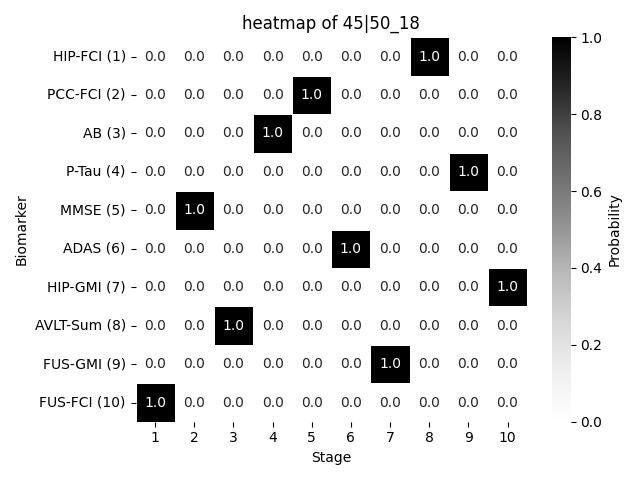 heatmap of 45|50_18
HIP-FCI (1) 0.0 0.0 0.0 0.0 0.0 0.0 0.0 1.0 0.0 0.0
PCC-FCI (2) 0.0 0.0 0.0 0.0 1.0 0.0 0.0 0.0 0.0 0.0
AB (3) 0.0 0.0 0.0 1.0 0.0 0.0 0.0 0.0 0.0 0.0
P-Tau (4) 0.0 0.0 0.0 0.0 0.0 0.0 0.0 0.0 1.0 0.0
MMSE (5) 0.0 1.0 0.0 0.0 0.0 0.0 0.0 0.0 0.0 0.0
ADAS (6) 0.0 0.0 0.0 0.0 0.0 1.0 0.0 0.0 0.0 0.0
HIP-GMI (7) 0.0 0.0 0.0 0.0 0.0 0.0 0.0 0.0 0.0 1.0
AVLT-Sum (8) 0.0 0.0 1.0 0.0 0.0 0.0 0.0 0.0 0.0 0.0
FUS-GMI (9) 0.0 0.0 0.0 0.0 0.0 0.0 1.0 0.0 0.0 0.0
FUS-FCI (10) 1.0 0.0 0.0 0.0 0.0 0.0 0.0 0.0 0.0 0.0
1 2 3 4 5 6 7 8 9 10
Stage
Biomarker
1.0
0.8
0.6
0.4
0.2
0.0
Probability